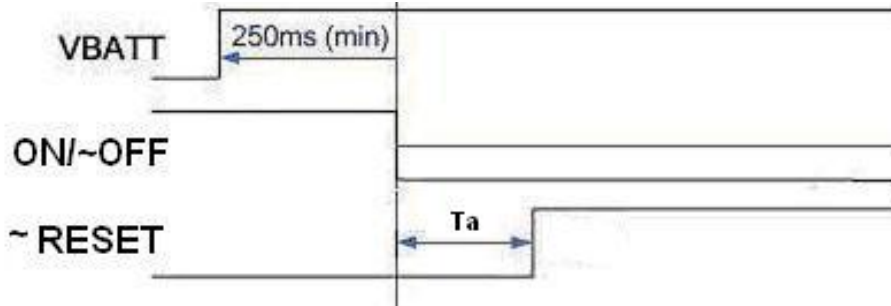 VBATT
250ms (min)
ON/~OFF
Ta
~ RESET